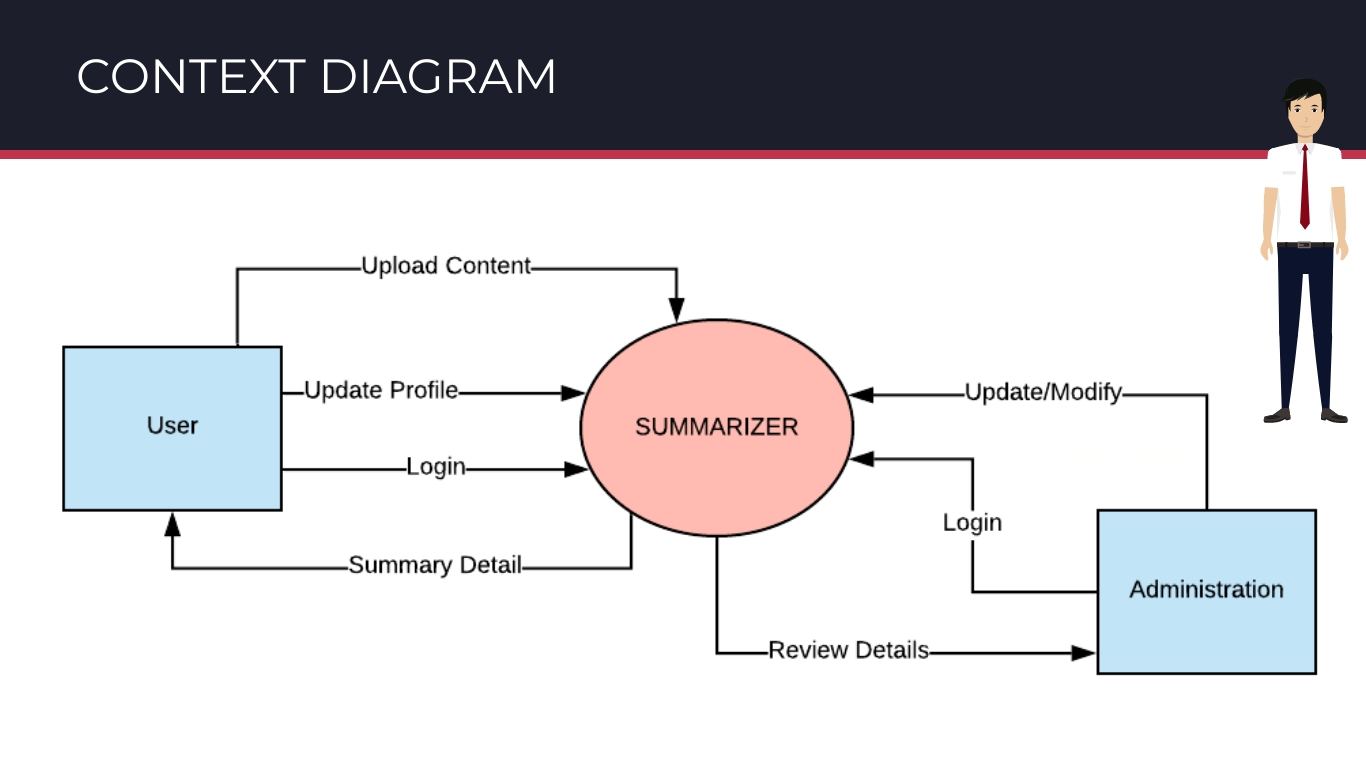 CONTEXT DIAGRAM
Upload Content
Update Profile
Update/Modify
User
SUMMARIZER
Login
Login
Summary Detail
Administration
Review Details